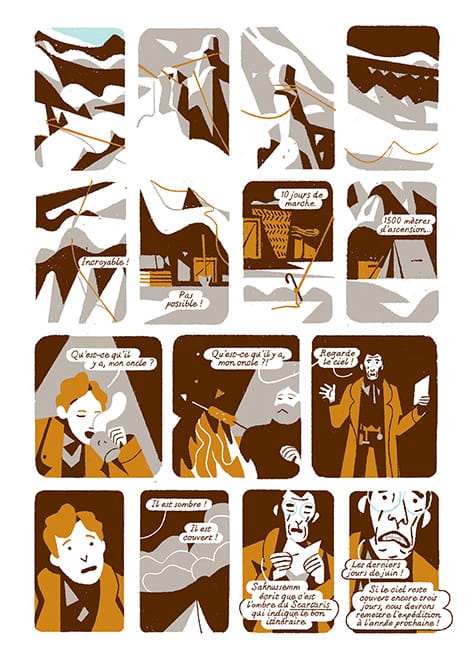 Incroyable !
Pas
possible !
10 jours de
marche.
1500 mètres
d'ascension...
Qu'est-ce qu'il
y a, mon oncle ?
Qu'est-ce qu'il y a,
mon oncle ?!
Regarde
le ciel !
Il est sombre !
Il est
couvert !
Saknussemm
écrit que c'est
l'ombre du Scartaris
qui indique le bon
itinéraire.
Les derniers
jours de juin !
Si le ciel reste
couvert encore trois
jours, nous devrons
remettre l'expédition
à l'année prochaine !